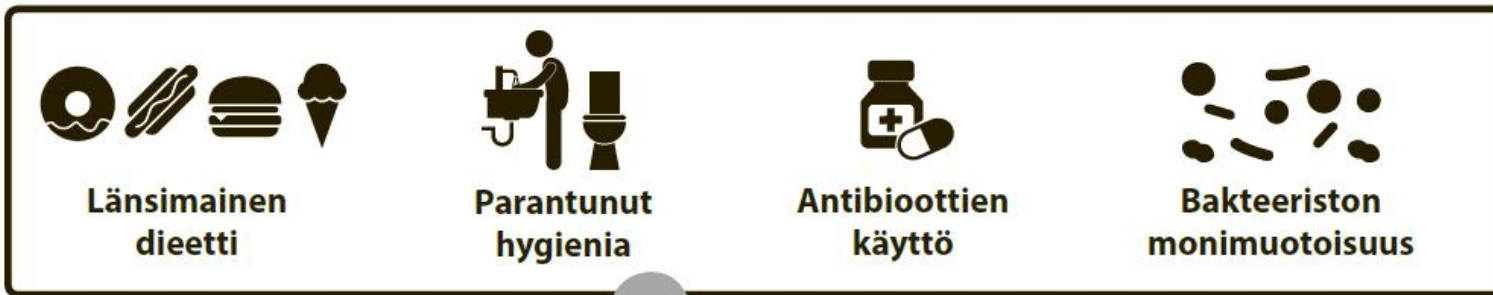 Länsimainen
dieetti
Parantunut
hygienia
Antibioottien
käyttö
Bakteeriston
monimuotoisuus